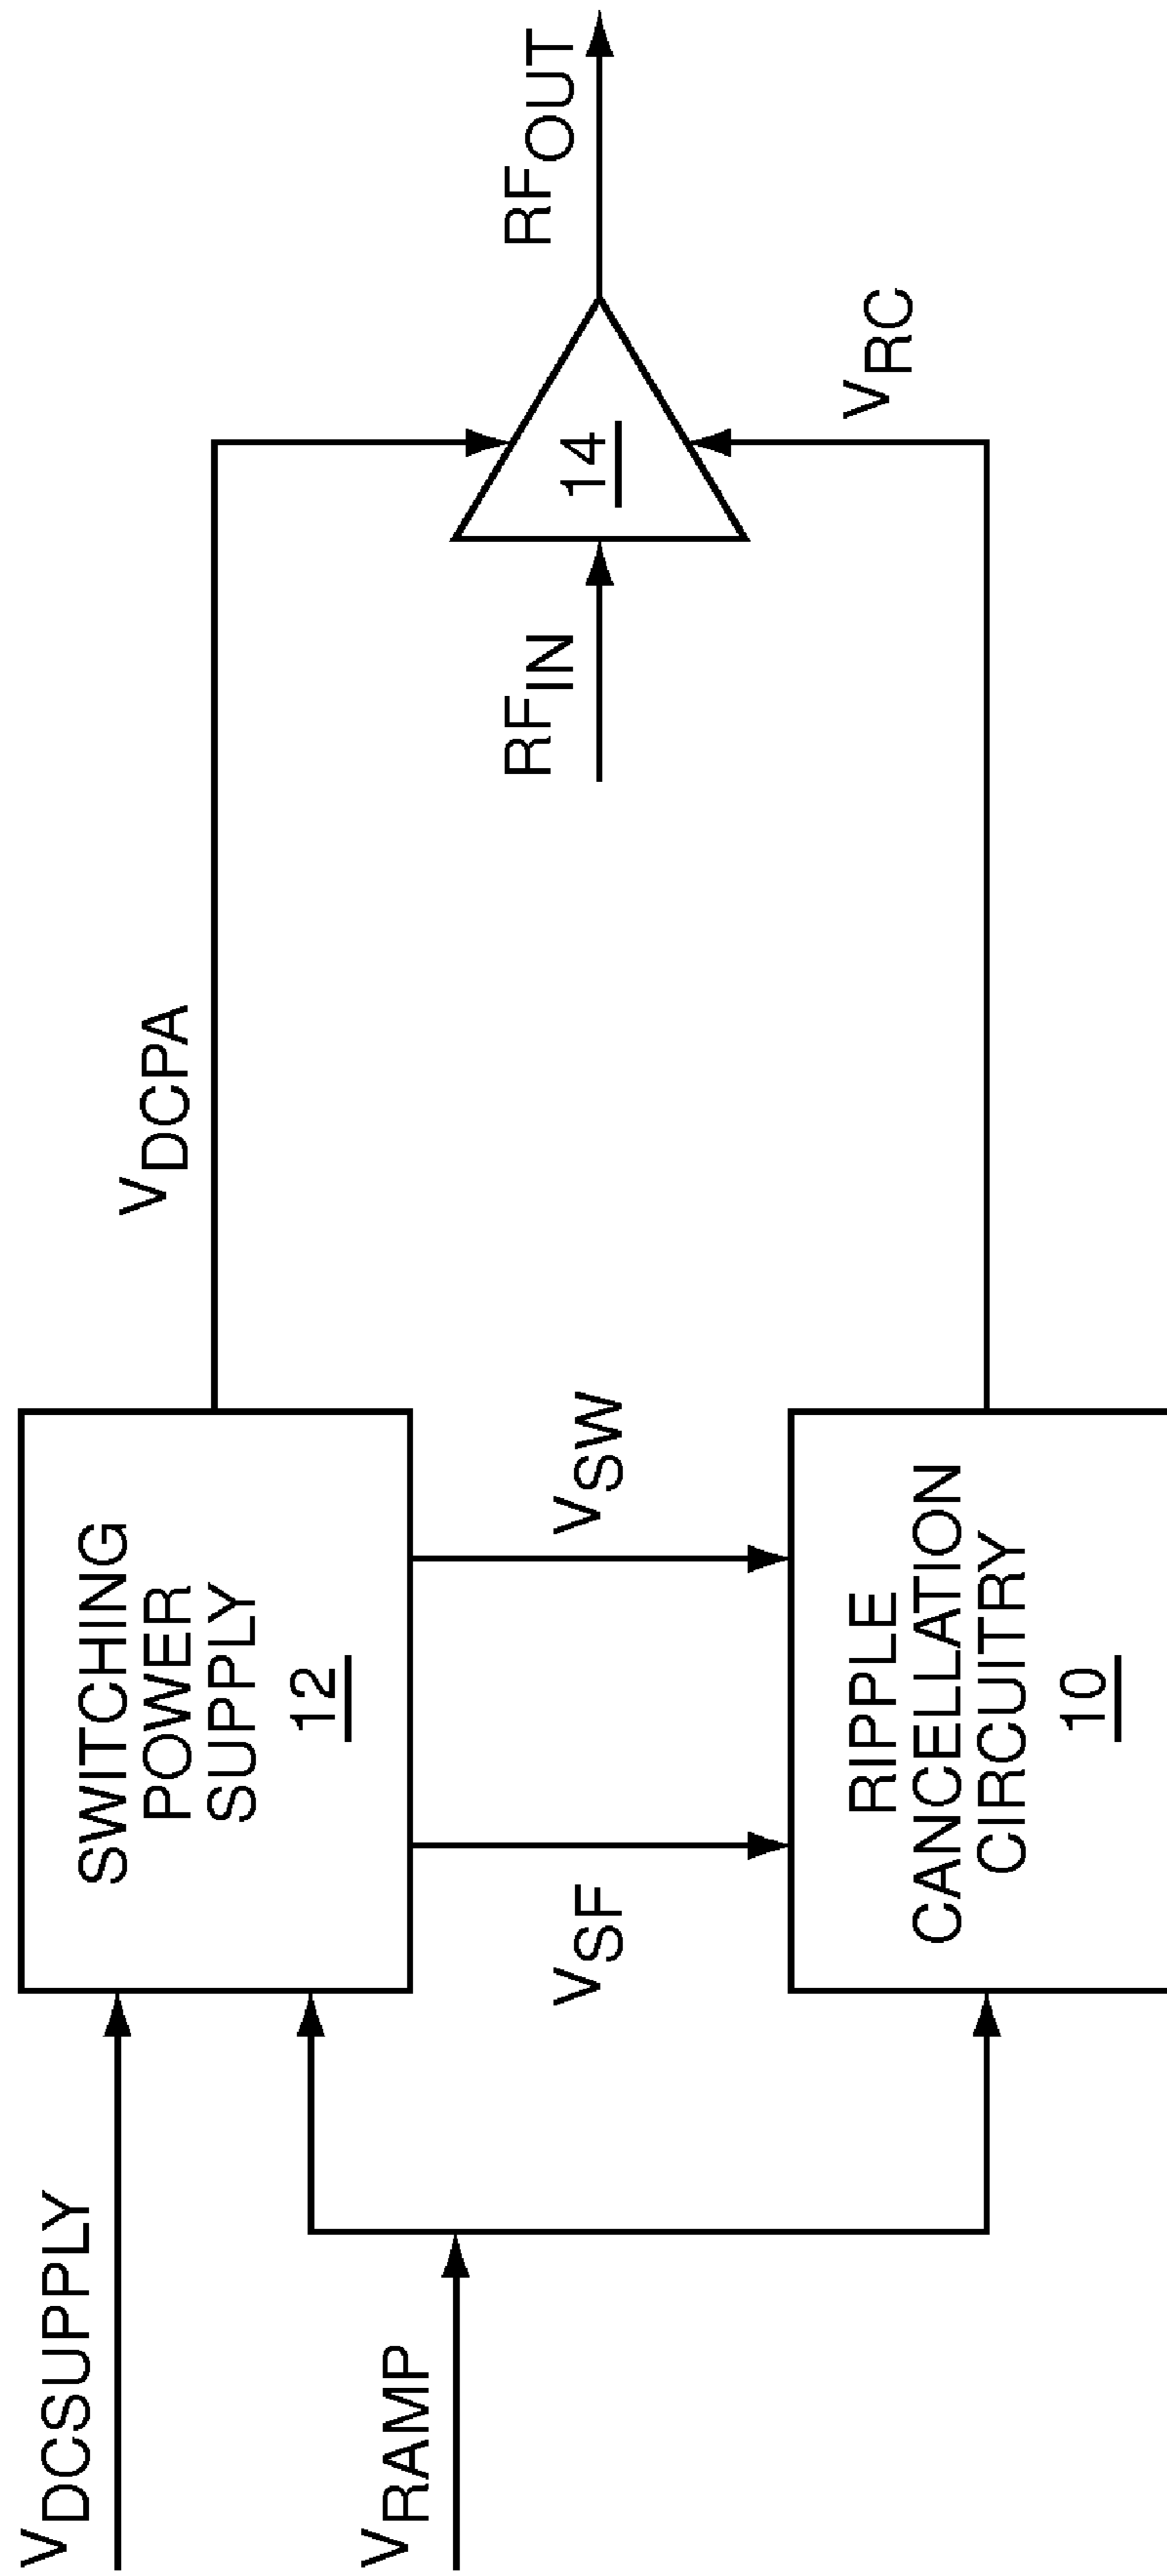 VDCSUPPLY
SWITCHING
POWER
SUPPLY
12
VDCPA
VRAMP
VSF
VSW
RFIN
14
RFOUT
RIPPLE
CANCELLATION
CIRCUITRY
10
VRC